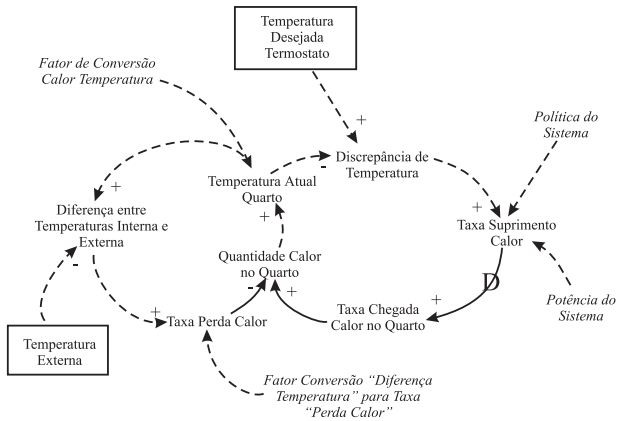 Temperatura
Desejada
Termostato
Fator de Conversão
Calor Temperatura
Política do
Sistema
+
Discrepância de
Temperatura
-
+
Temperatura Atual
Quarto
+
Diferença entre
Temperaturas Interna e
Externa
+
Taxa Suprimento
Calor
-
Quantidade Calor
no Quarto
D
-
+
+
Potência do
Sistema
Taxa Chegada
Calor no Quarto
+
Taxa Perda Calor
Temperatura
Externa
Fator Conversão “Diferença
Temperatura” para Taxa
“Perda Calor”